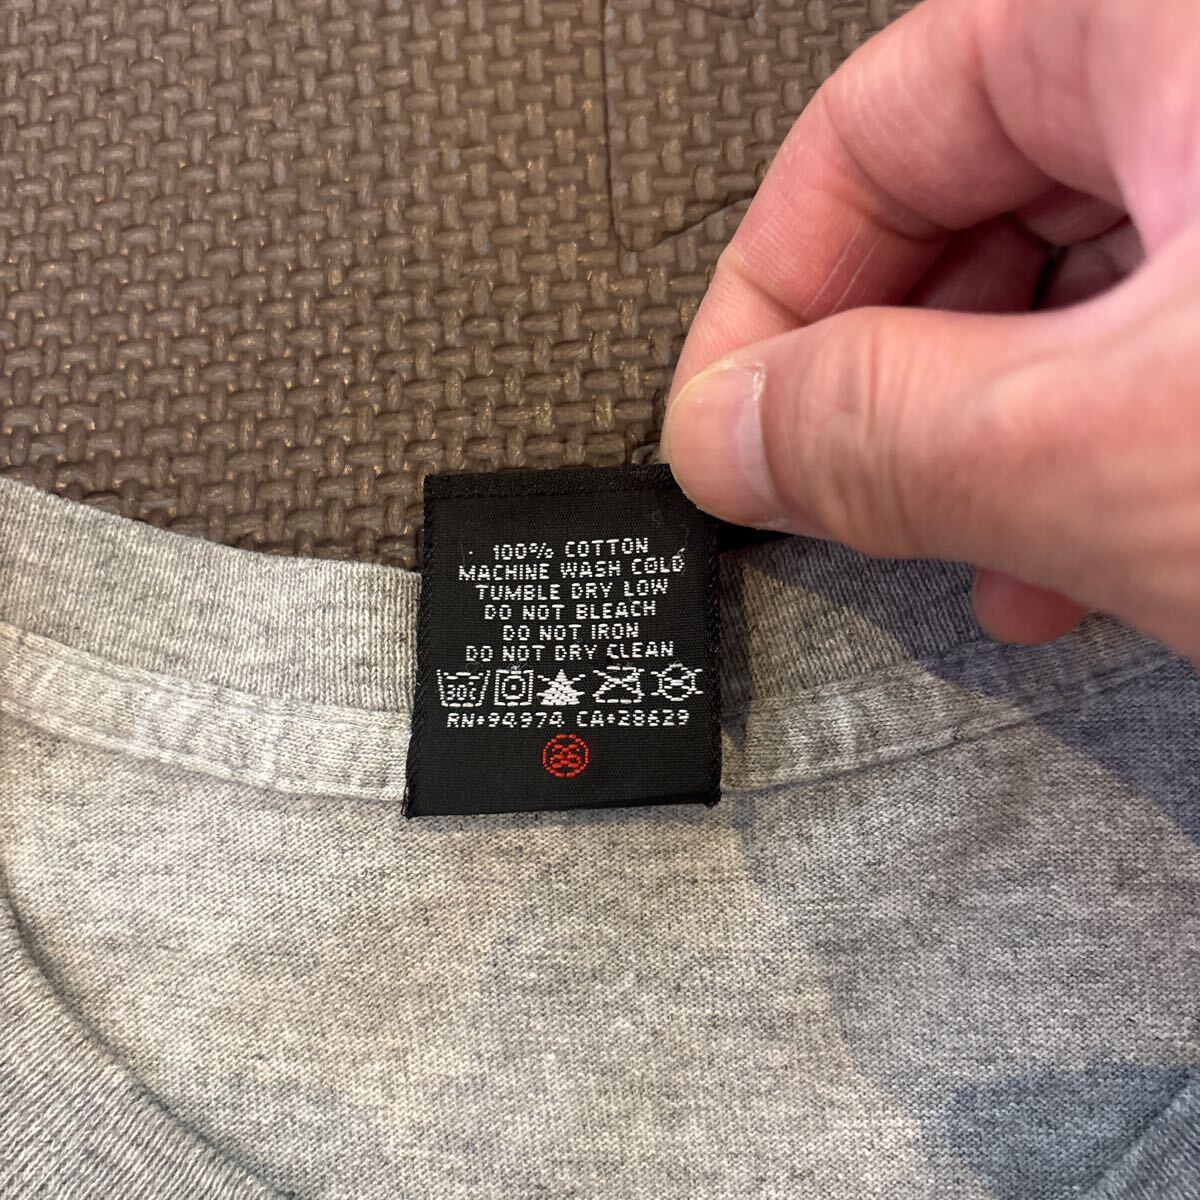 100% COTTON
MACHINE WASH COLD
TUMBLE DRY LOW
DO NOT BLEACH
DO NOT IRON
DO NOT DRY CLEAN
30c
RN•94974 CA•28629